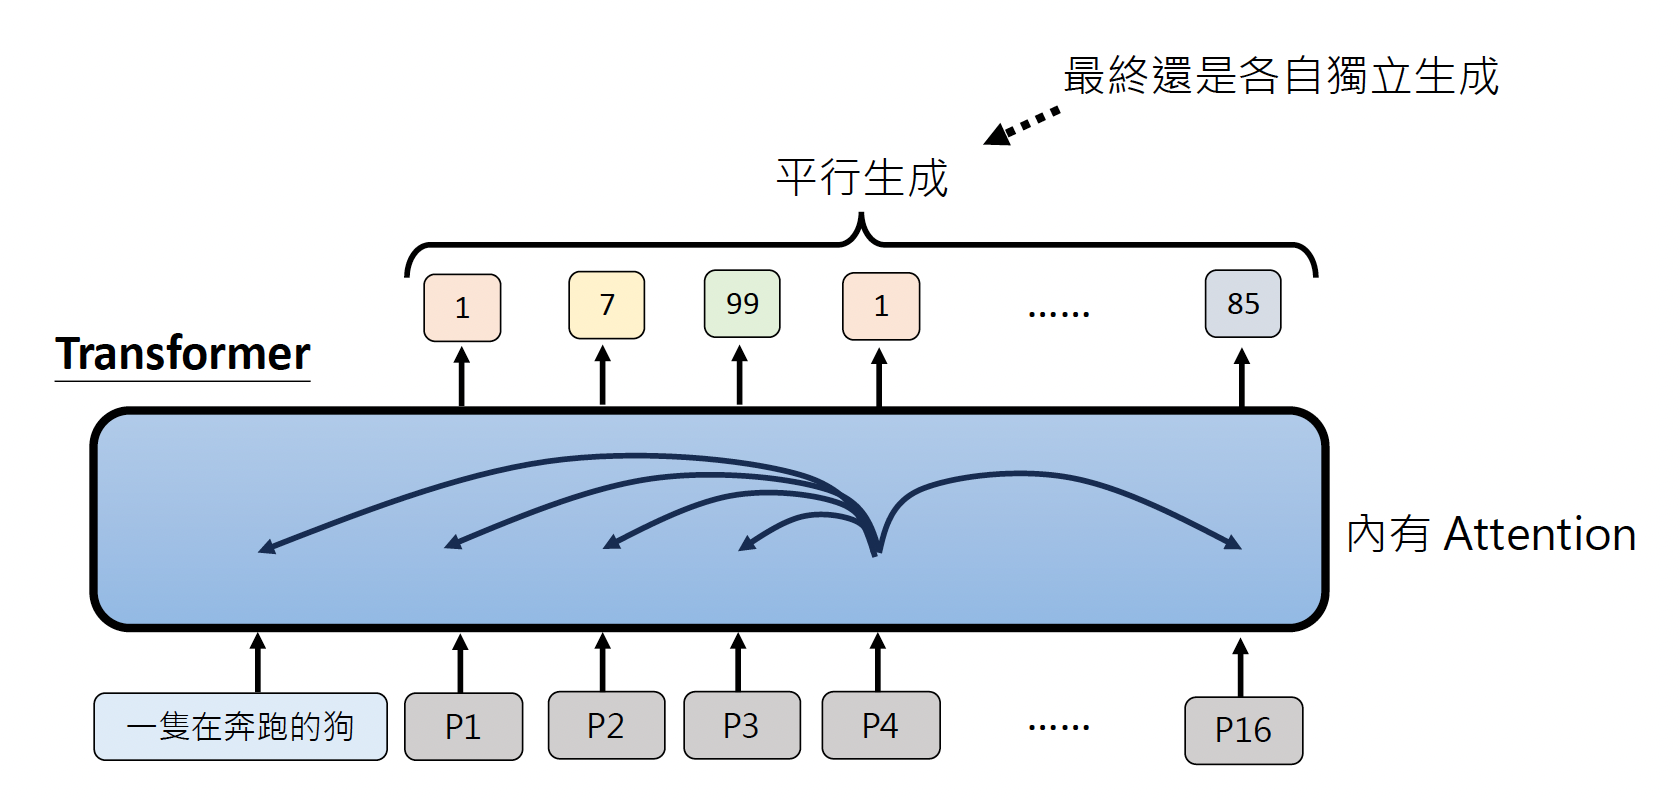 最終還是各自獨立生成
平行生成
1 7 99 1 ...... 85
Transformer
內有 Attention
一隻在奔跑的狗 P1 P2 P3 P4 ...... P16